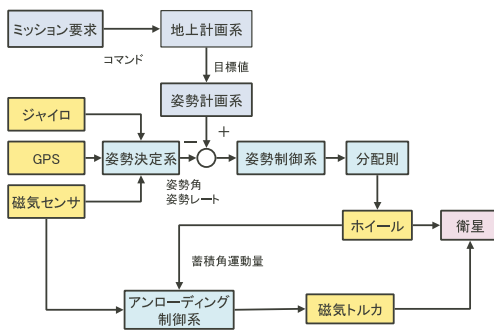 ミッション要求
地上計画系
コマンド
目標値
姿勢計画系
ジャイロ
－
＋
GPS
姿勢決定系
姿勢制御系
分配則
姿勢角
姿勢レート
磁気センサ
ホイール
衛星
蓄積角運動量
アンローディング
制御系
磁気トルカ